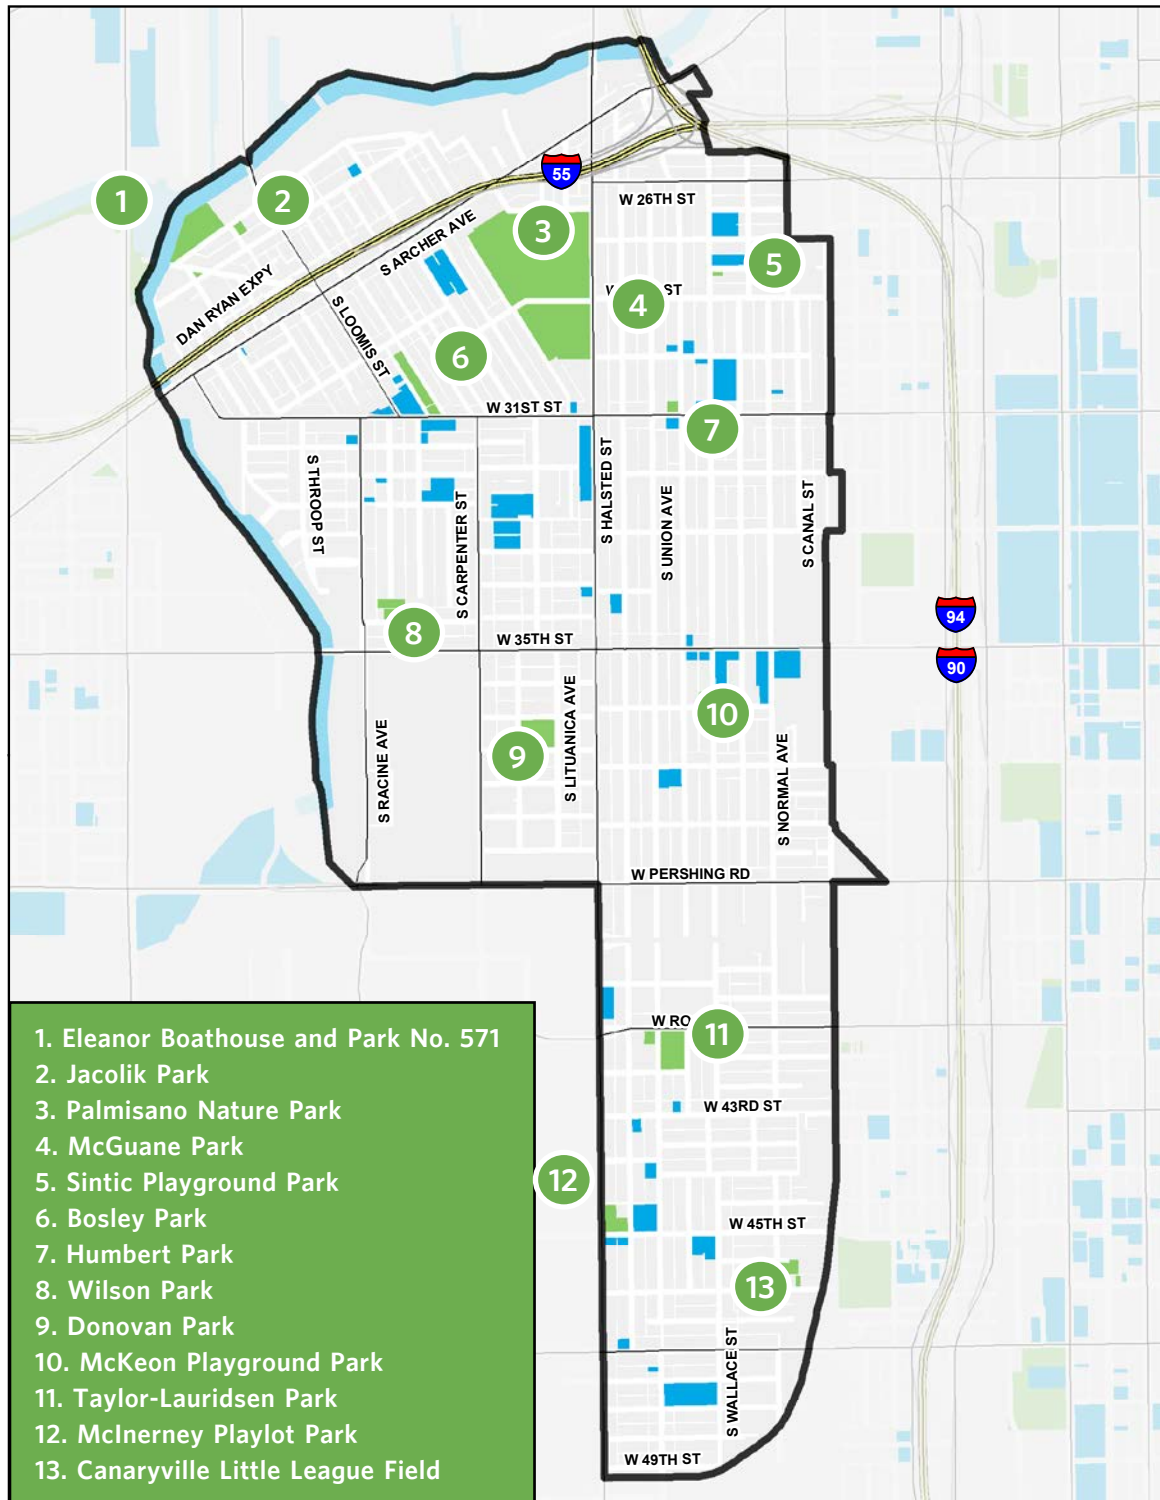 55
W 26TH ST
1
2
3
S ARCHER AVE
5
DAN RYAN EXPY
4
ST
S LOOMIS ST
6
W 31ST ST
7
S THROOP ST
S CARPENTER ST
S HALSTED ST
S UNION AVE
S CANAL ST
94
8
W 35TH ST
90
10
9
S RACINE AVE
S LITUANICA AVE
S NORMAL AVE
W PERSHING RD
W RO
11
W 43RD ST
12
W 45TH ST
13
S WALLACE ST
W 49TH ST
1. Eleanor Boathouse and Park No. 571
2. Jacolik Park
3. Palmisano Nature Park
4. McGuane Park
5. Sintic Playground Park
6. Bosley Park
7. Humbert Park
8. Wilson Park
9. Donovan Park
10. McKeon Playground Park
11. Taylor-Lauridsen Park
12. McInerney Playlot Park
13. Canaryville Little League Field